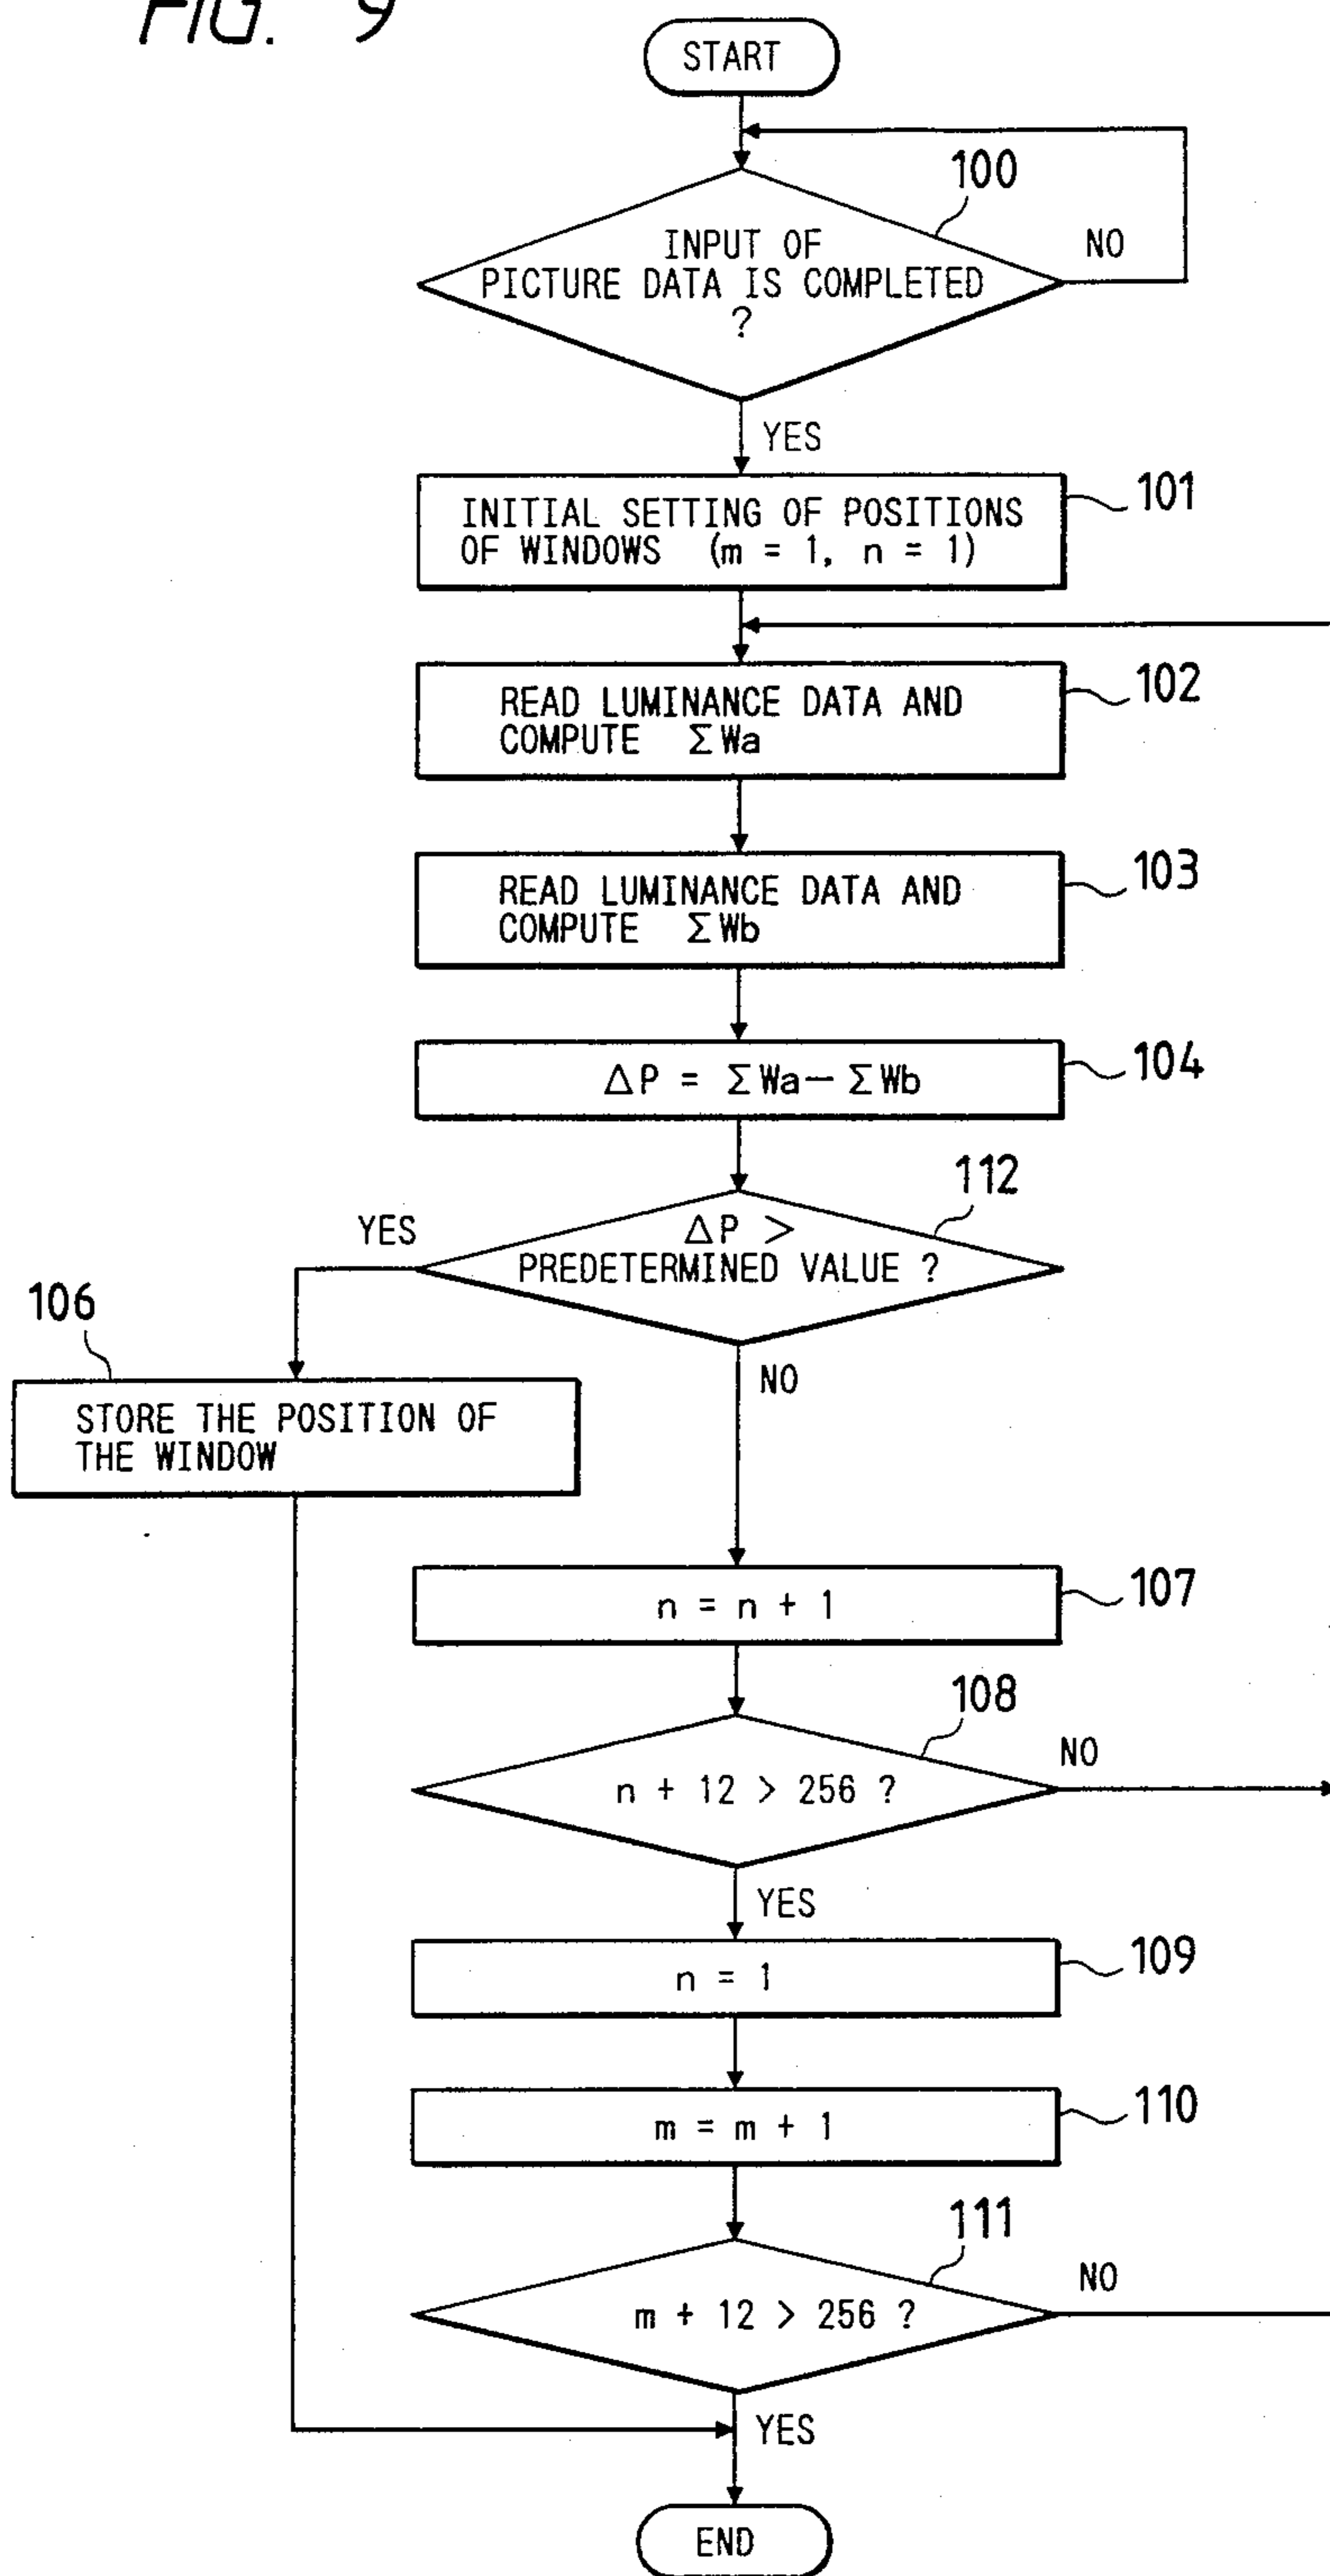 FIG. 9
START
100
INPUT OF
PICTURE DATA IS COMPLETED
?
NO
YES
101
INITIAL SETTING OF POSITIONS
OF WINDOWS (m = 1, n = 1)
102
READ LUMINANCE DATA AND
COMPUTE ΣWa
103
READ LUMINANCE DATA AND
COMPUTE ΣWb
104
ΔP = ΣWa− ΣWb
112
ΔP >
PREDETERMINED VALUE ?
YES
NO
106
STORE THE POSITION OF
THE WINDOW
107
n = n + 1
108
n + 12 > 256 ?
NO
YES
109
n = 1
110
m = m + 1
111
m + 12 > 256 ?
NO
YES
END